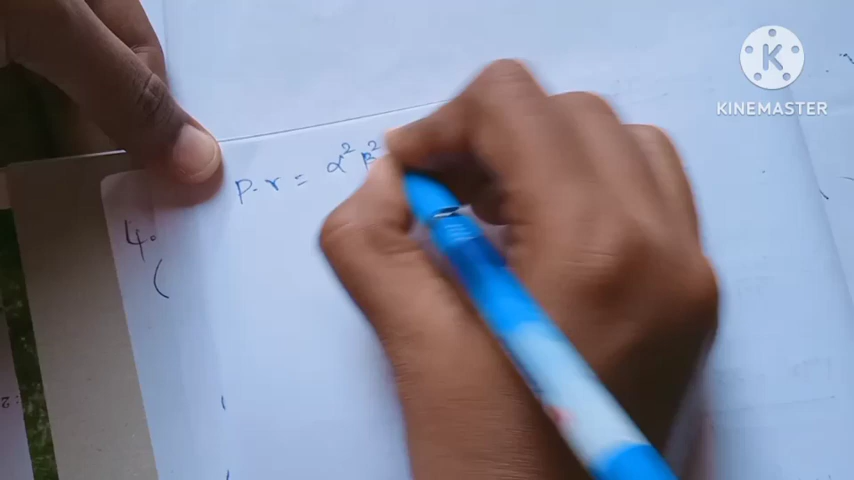 KINEMASTER
P.r = α² β²
4.
(